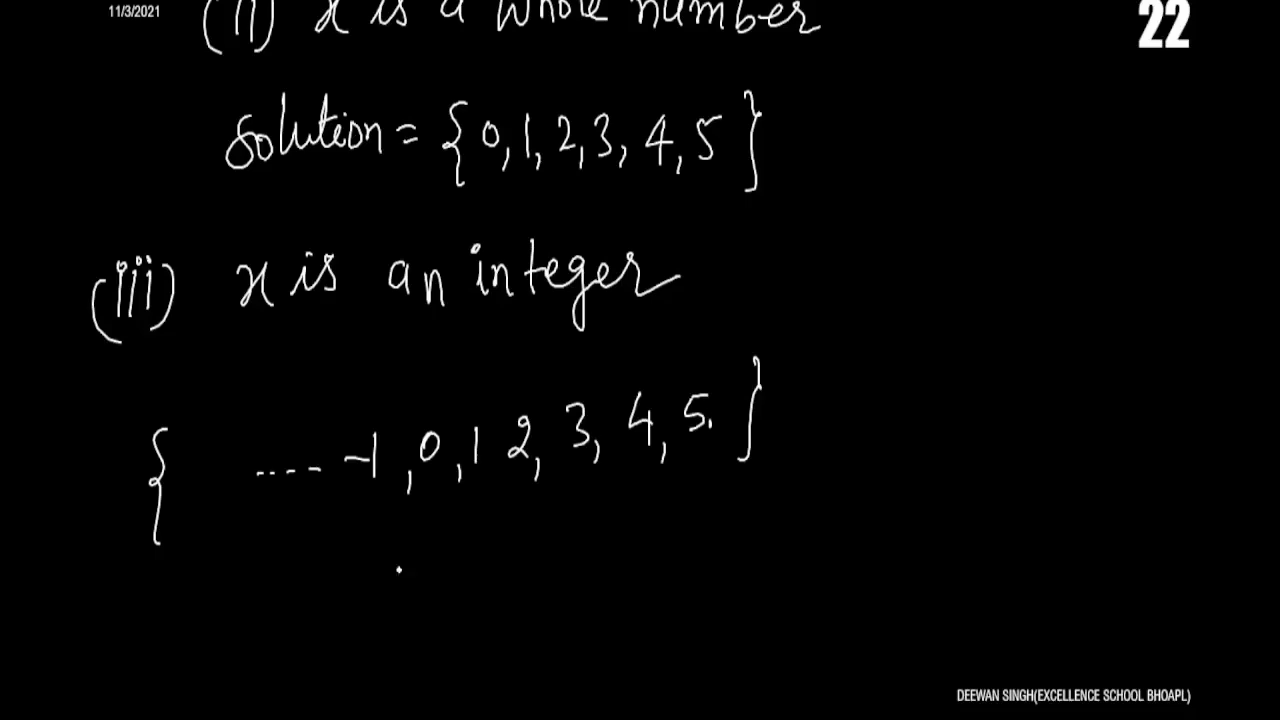 11/3/2021
22
(ii) x is a whole number
Solution = {0, 1, 2, 3, 4, 5}
(iii) x is an integer
{ .... -1, 0, 1 2, 3, 4, 5. }
DEEWAN SINGH(EXCELLENCE SCHOOL BHOAPL)